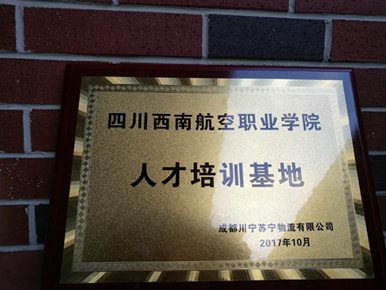 四川西南航空职业学院
人才培训基地
成都川宁苏宁物流有限公司
2017年10月